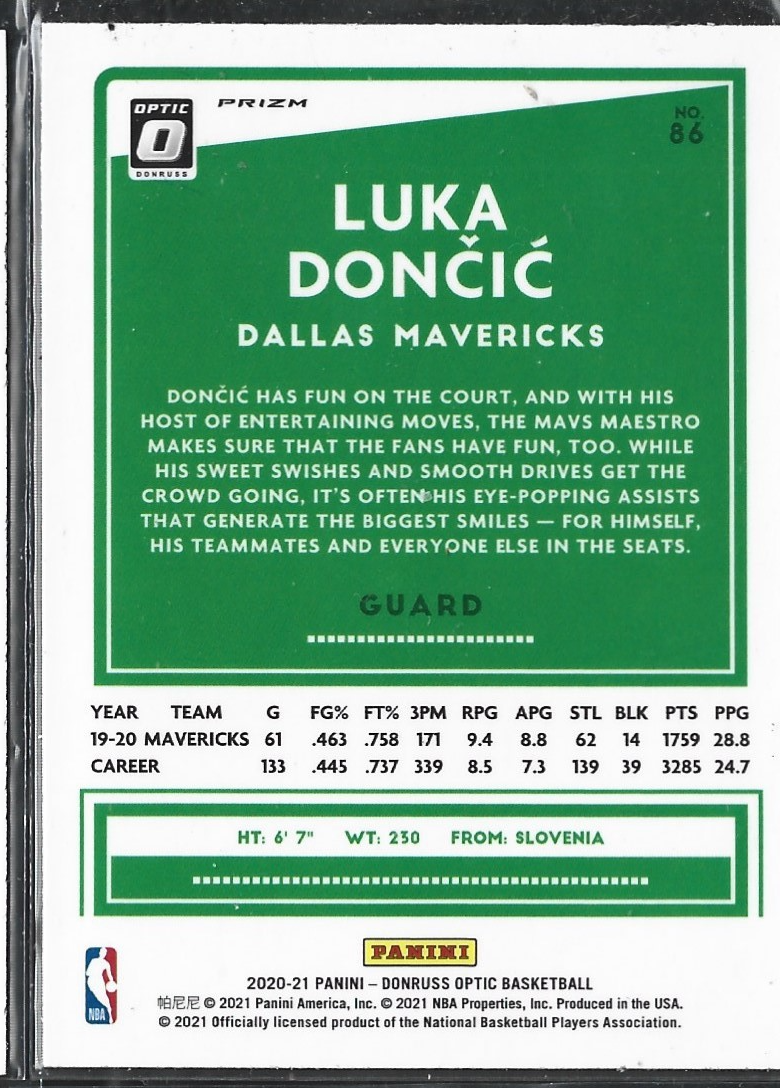 OPTIC
O
DONRUSS
PRIZM
NO.
86
LUKA
DONČIĆ
DALLAS MAVERICKS
DONČIĆ HAS FUN ON THE COURT, AND WITH HIS
HOST OF ENTERTAINING MOVES, THE MAVS MAESTRO
MAKES SURE THAT THE FANS HAVE FUN, TOO. WHILE
HIS SWEET SWISHES AND SMOOTH DRIVES GET THE
CROWD GOING, IT'S OFTEN HIS EYE-POPPING ASSISTS
THAT GENERATE THE BIGGEST SMILES — FOR HIMSELF,
HIS TEAMMATES AND EVERYONE ELSE IN THE SEATS.
GUARD
YEAR TEAM G FG% FT% 3PM RPG APG STL BLK PTS PPG
19-20 MAVERICKS 61 .463 .758 171 9.4 8.8 62 14 1759 28.8
CAREER 133 .445 .737 339 8.5 7.3 139 39 3285 24.7
HT: 6' 7" WT: 230 FROM: SLOVENIA
PANINI
NBA
2020-21 PANINI – DONRUSS OPTIC BASKETBALL
帕尼尼 © 2021 Panini America, Inc. © 2021 NBA Properties, Inc. Produced in the USA.
© 2021 Officially licensed product of the National Basketball Players Association.